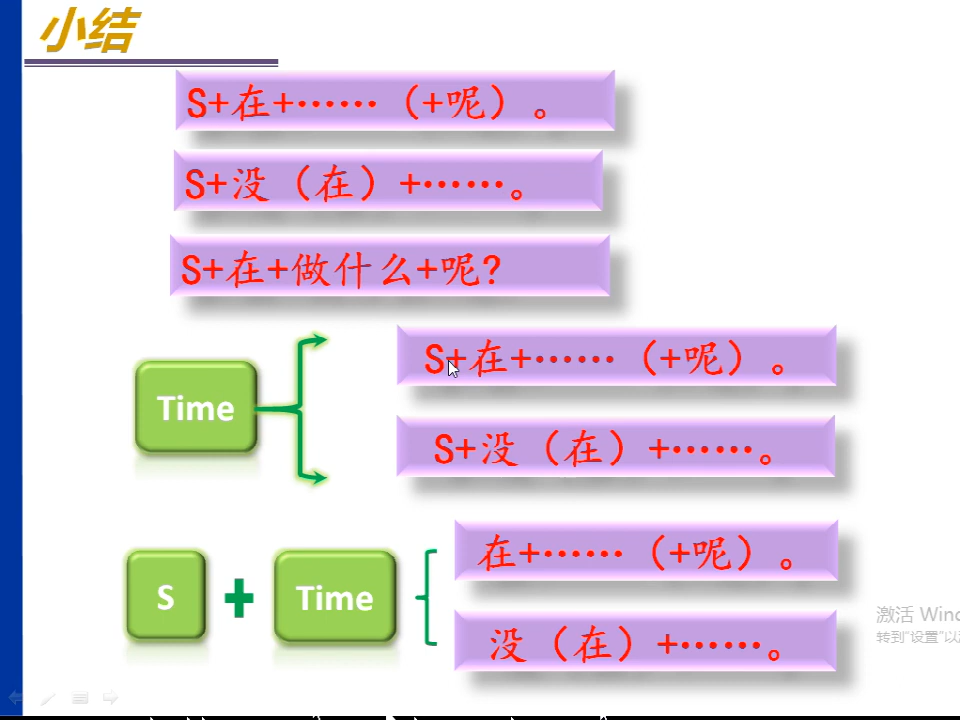 小结
S+在+……（+呢）。
S+没（在）+……。
S+在+做什么+呢?
Time
S+在+……（+呢）。
S+没（在）+……。
S + Time
在+……（+呢）。
没（在）+……。
激活 Wind
转到“设置”以